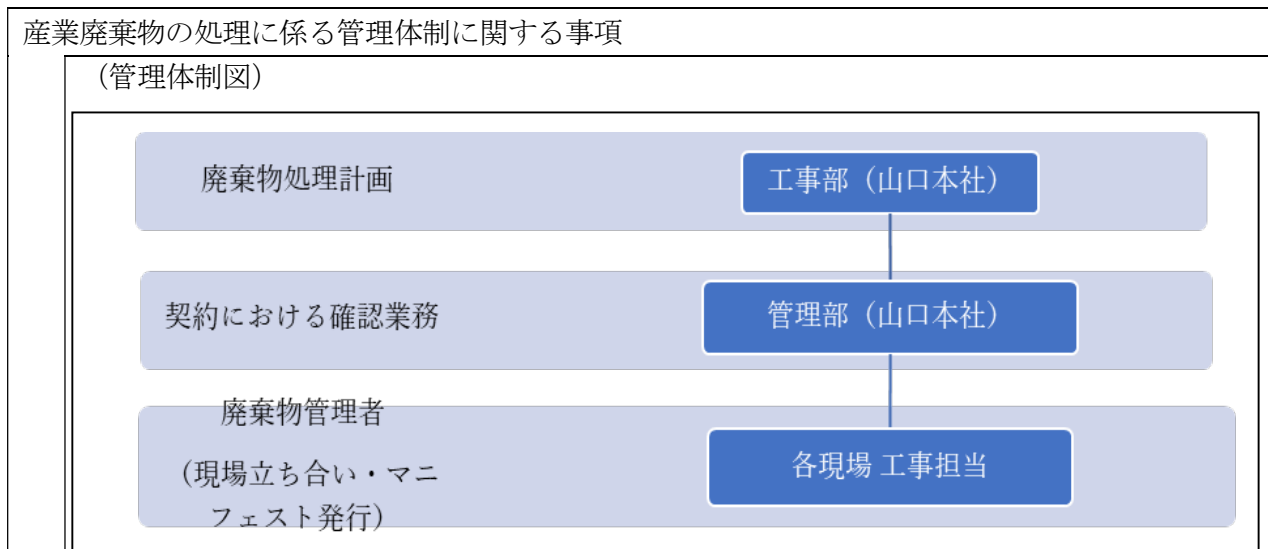 産業廃棄物の処理に係る管理体制に関する事項
（管理体制図）
廃棄物処理計画
工事部（山口本社）
契約における確認業務
管理部（山口本社）
廃棄物管理者
（現場立ち合い・マニ
フェスト発行）
各現場 工事担当